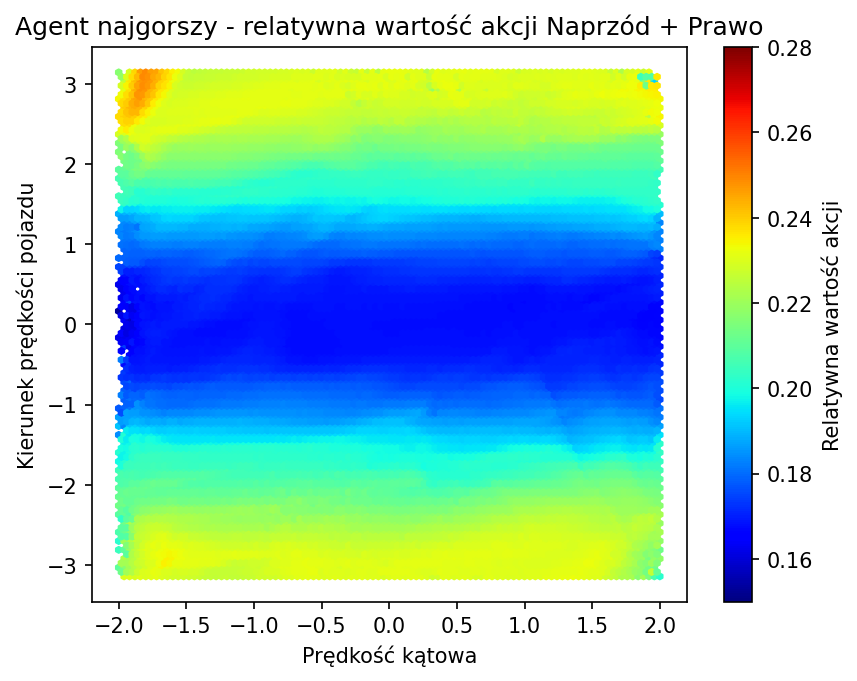 Agent najgorszy - relatywna wartość akcji Naprzód + Prawo
Kierunek prędkości pojazdu
3
2
1
0
−1
−2
−3
−2.0 −1.5 −1.0 −0.5 0.0 0.5 1.0 1.5 2.0
Prędkość kątowa
0.28
0.26
0.24
0.22
0.20
0.18
0.16
Relatywna wartość akcji